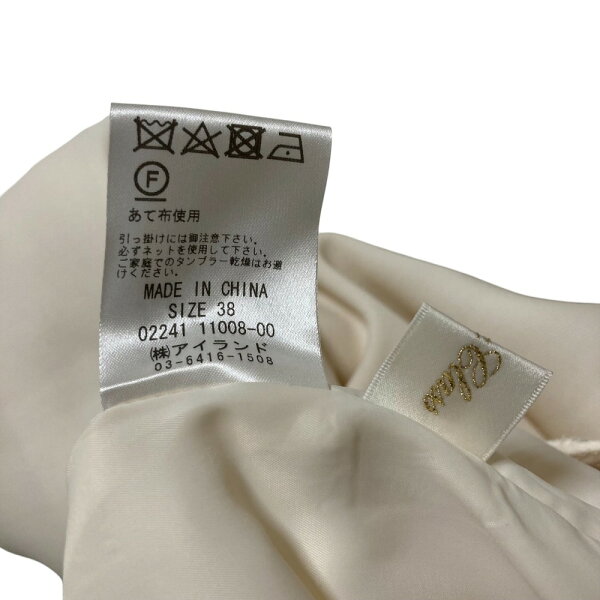 F
あて布使用
引っ掛けには御注意下さい。
必ずネットを使用して下さい。
ご家庭でのタンブラー乾燥はお避
けください。
MADE IN CHINA
SIZE 38
02241 11008-00
(株)アイランド
03-6416-1508